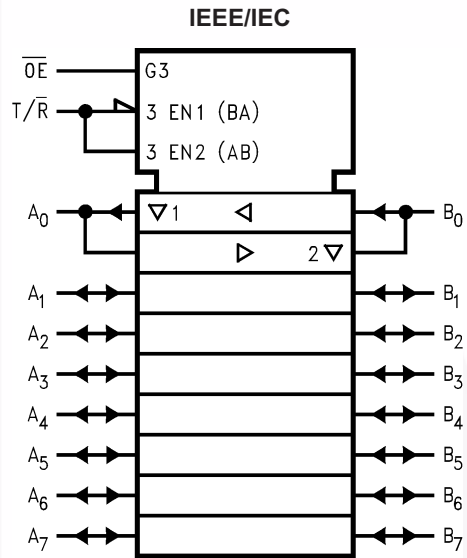 IEEE/IEC
O̅E̅ G3
T/R̅ 3 EN1 (BA)
3 EN2 (AB)
A0 1 B0
2
A1 B1
A2 B2
A3 B3
A4 B4
A5 B5
A6 B6
A7 B7